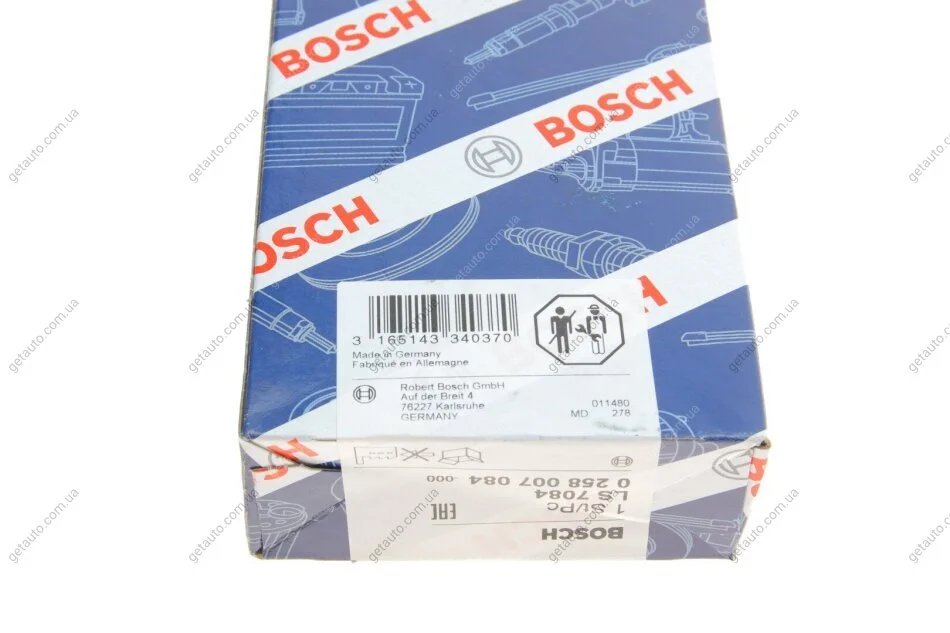 BOSCH
BOSCH
BOSCH
H
3 165143 340370
Made in Germany
Fabriqué en Allemagne
Robert Bosch GmbH
Auf der Breit 4
76227 Karlsruhe
GERMANY
011480
MD 278
BOSCH
1 St/Pc
LS 7084
0 258 007 084 -000
EAC
getauto.com.ua